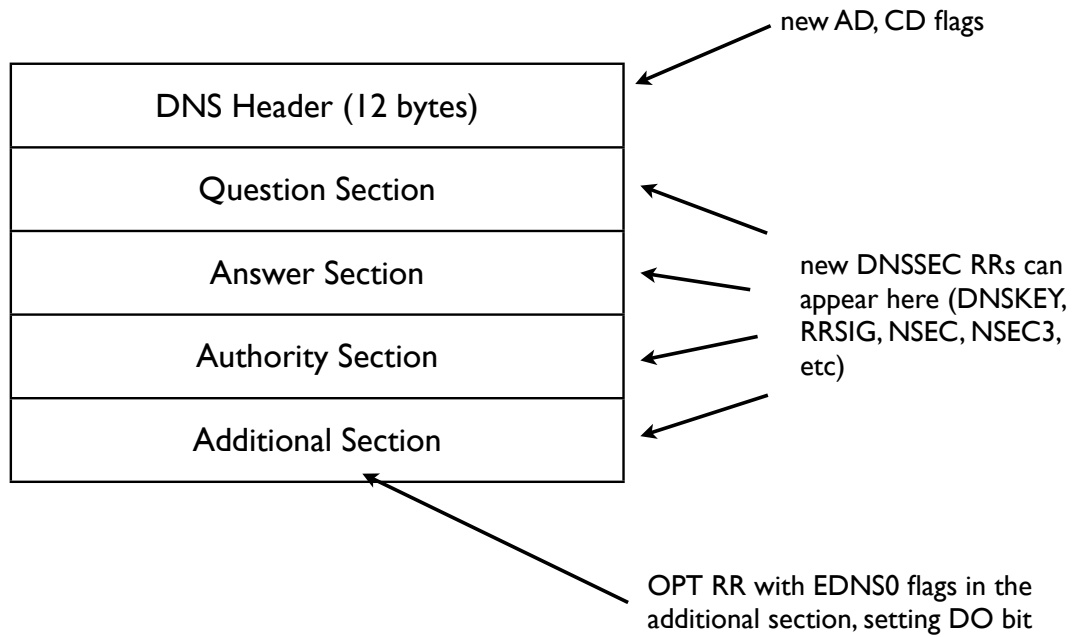 new AD, CD flags
DNS Header (12 bytes)
Question Section
Answer Section
Authority Section
Additional Section
new DNSSEC RRs can
appear here (DNSKEY,
RRSIG, NSEC, NSEC3,
etc)
OPT RR with EDNS0 flags in the
additional section, setting DO bit